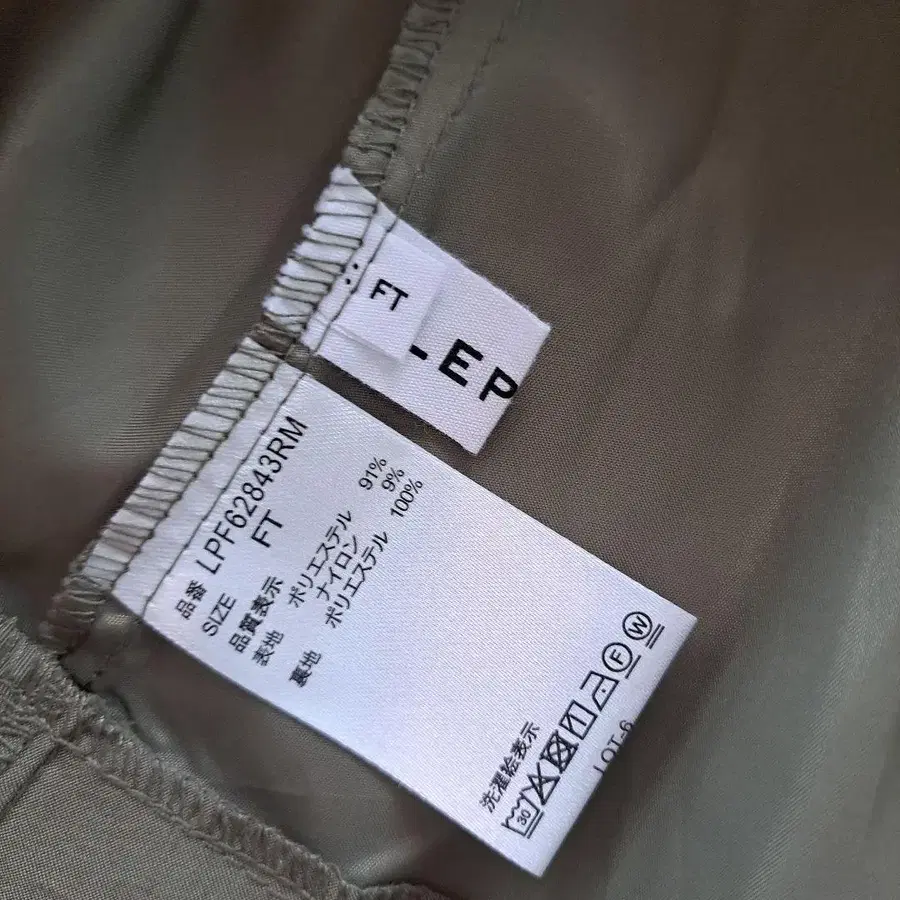 FT
-EP
品番 LPF62843RM
SIZE FT
品質表示
表地 ポリエステル 91%
ナイロン 9%
裏地 ポリエステル 100%
洗濯絵表示
30 F W
LOT-6